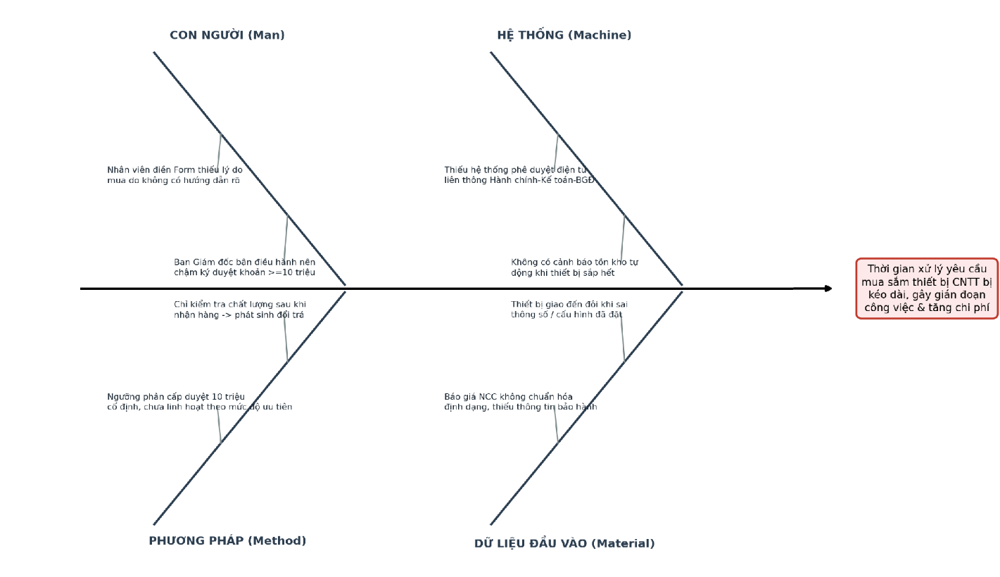 CON NGƯỜI (Man)
HỆ THỐNG (Machine)
Nhân viên điền Form thiếu lý do
mua do không có hướng dẫn rõ
Thiếu hệ thống phê duyệt điện tử
liên thông Hành chính-Kế toán-BGĐ
Ban Giám đốc bận điều hành nên
chậm ký duyệt khoản >=10 triệu
Không có cảnh báo tồn kho tự
động khi thiết bị sắp hết
Thời gian xử lý yêu cầu
mua sắm thiết bị CNTT bị
kéo dài, gây gián đoạn
công việc & tăng chi phí
Chỉ kiểm tra chất lượng sau khi
nhận hàng -> phát sinh đổi trả
Thiết bị giao đến đôi khi sai
thông số / cấu hình đã đặt
Ngưỡng phân cấp duyệt 10 triệu
cố định, chưa linh hoạt theo mức độ ưu tiên
Báo giá NCC không chuẩn hóa
định dạng, thiếu thông tin bảo hành
PHƯƠNG PHÁP (Method)
DỮ LIỆU ĐẦU VÀO (Material)